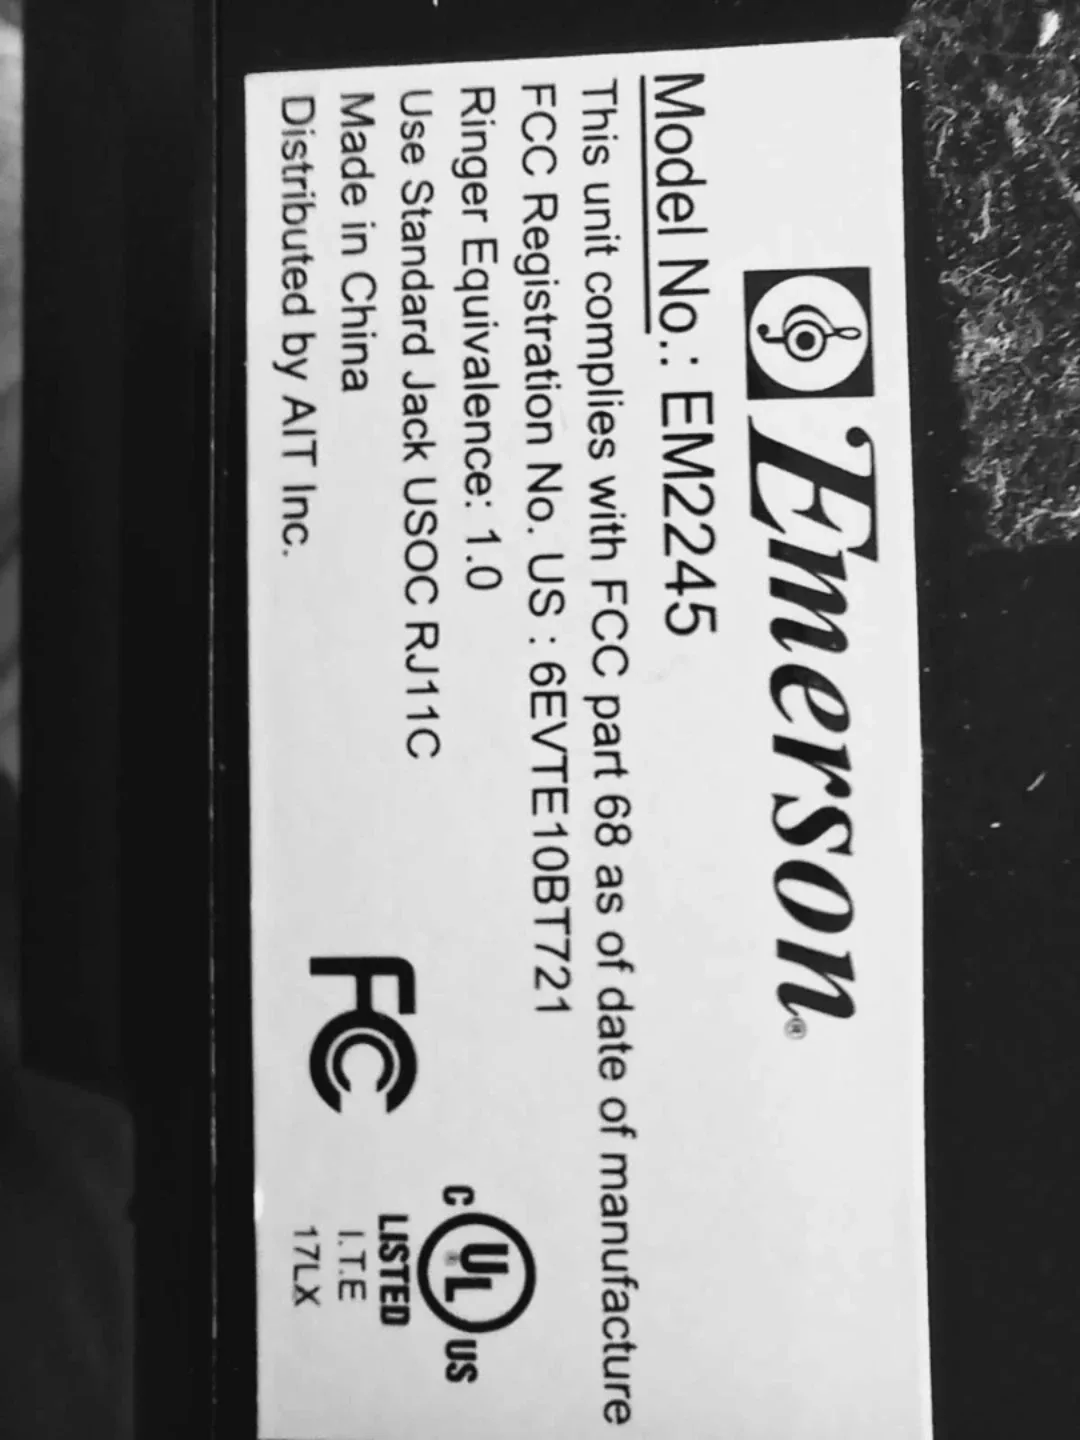 Emerson®
Model No.: EM2245
This unit complies with FCC part 68 as of date of manufacture
FCC Registration No. US : 6EVTE10BT721
Ringer Equivalence: 1.0
Use Standard Jack USOC RJ11C
Made in China
Distributed by AIT Inc.
FC
C UL US
LISTED
I.T.E
17LX